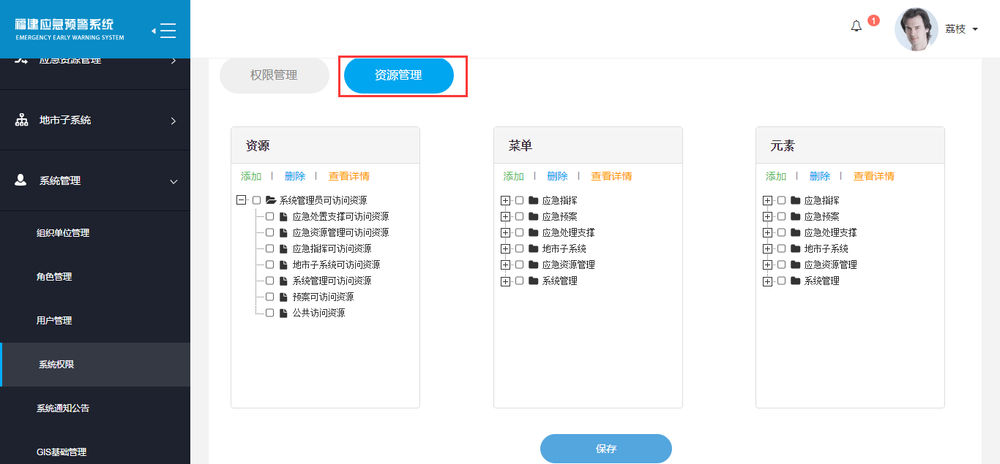 福建应急预警系统
EMERGENCY EARLY WARNING SYSTEM
1
荔枝
应急资源管理
地市子系统
系统管理
组织单位管理
角色管理
用户管理
系统权限
系统通知公告
GIS基础管理
权限管理
资源管理
资源
添加 | 删除 | 查看详情
系统管理员可访问资源
应急处置支撑可访问资源
应急资源管理可访问资源
应急指挥可访问资源
地市子系统可访问资源
系统管理可访问资源
预案可访问资源
公共访问资源
菜单
添加 | 删除 | 查看详情
应急指挥
应急预案
应急处理支撑
地市子系统
应急资源管理
系统管理
元素
添加 | 删除 | 查看详情
应急指挥
应急预案
应急处理支撑
地市子系统
应急资源管理
系统管理
保存